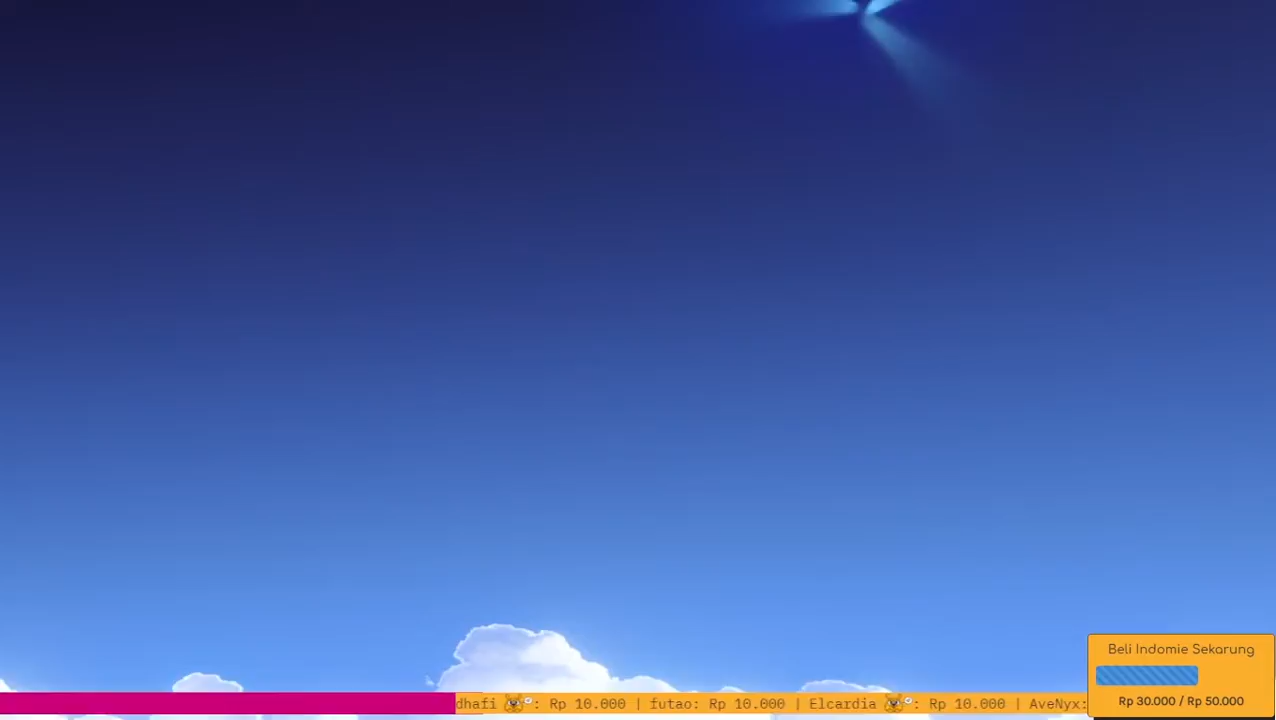 Beli Indomie Sekarung
Rp 30.000 / Rp 50.000
dhafi 🐯: Rp 10.000 | futao: Rp 10.000 | Elcardia 🐯: Rp 10.000 | AveNyx: